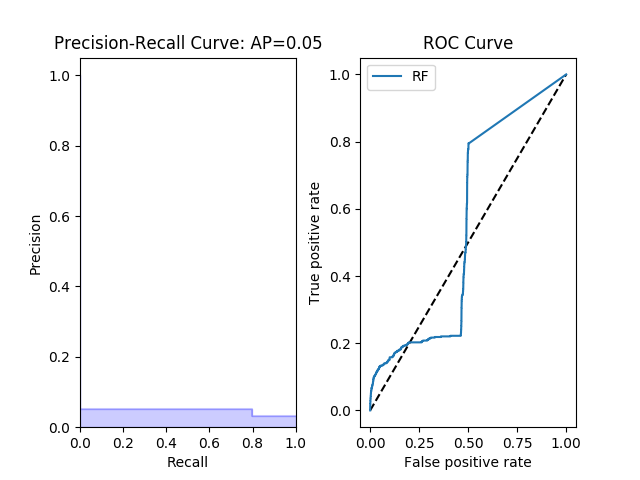 Precision-Recall Curve: AP=0.05
1.0
0.8
0.6
0.4
0.2
0.0
Precision
0.0 0.2 0.4 0.6 0.8 1.0
Recall
ROC Curve
RF
1.0
0.8
0.6
0.4
0.2
0.0
True positive rate
0.00 0.25 0.50 0.75 1.00
False positive rate